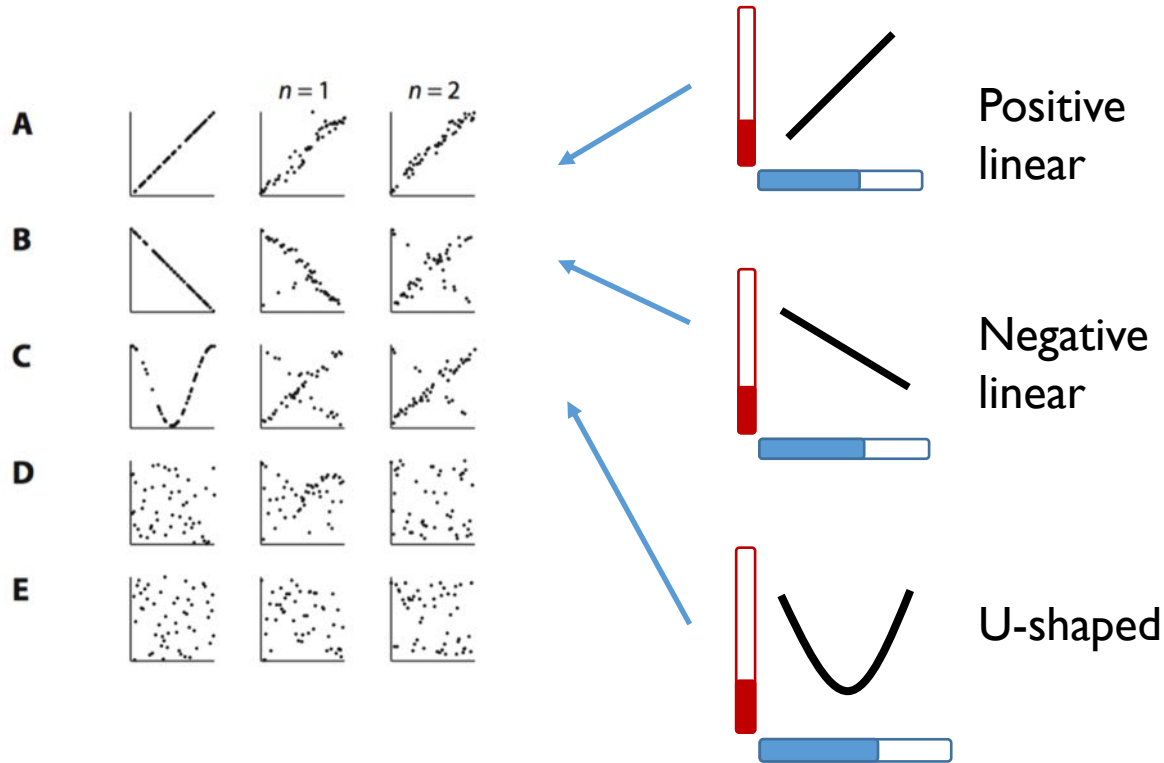 n = 1
n = 2
A
B
C
D
E
Positive
linear
Negative
linear
U-shaped